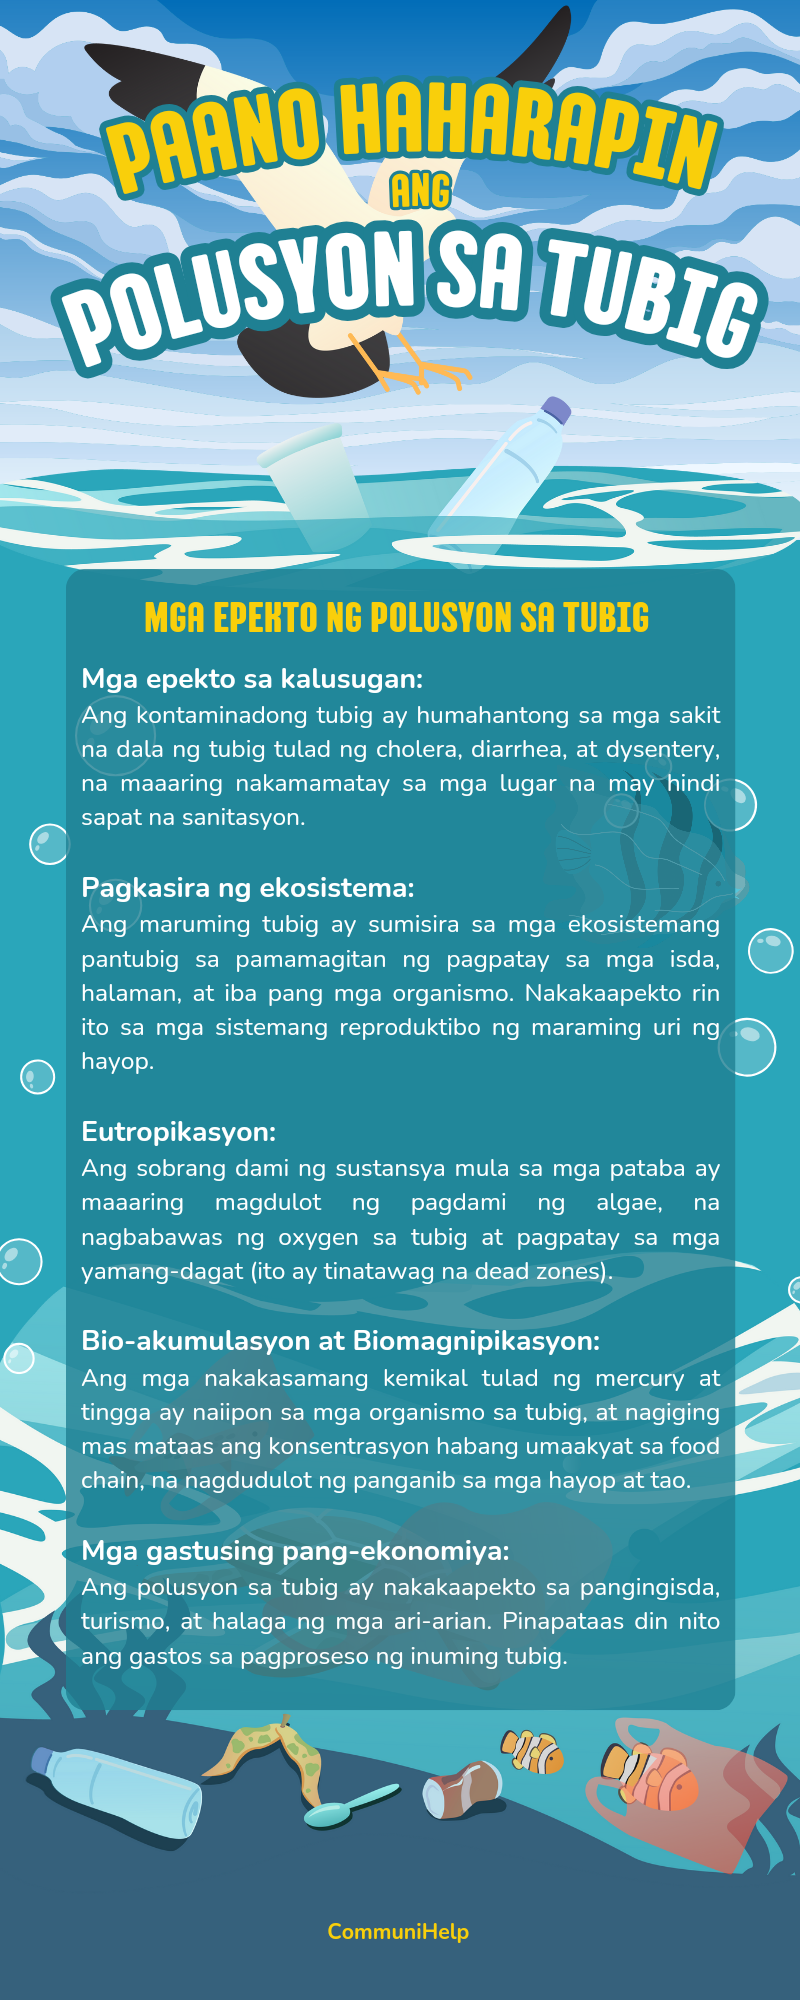 PAANO HAHARAPIN
ANG
POLUSYON SA TUBIG
MGA EPEKTO NG POLUSYON SA TUBIG
Mga epekto sa kalusugan:
Ang kontaminadong tubig ay humahantong sa mga sakit
na dala ng tubig tulad ng cholera, diarrhea, at dysentery,
na maaaring nakamamatay sa mga lugar na may hindi
sapat na sanitasyon.
Pagkasira ng ekosistema:
Ang maruming tubig ay sumisira sa mga ekosistemang
pantubig sa pamamagitan ng pagpatay sa mga isda,
halaman, at iba pang mga organismo. Nakakaapekto rin
ito sa mga sistemang reproduktibo ng maraming uri ng
hayop.
Eutropikasyon:
Ang sobrang dami ng sustansya mula sa mga pataba ay
maaaring magdulot ng pagdami ng algae, na
nagbabawas ng oxygen sa tubig at pagpatay sa mga
yamang-dagat (ito ay tinatawag na dead zones).
Bio-akumulasyon at Biomagnipikasyon:
Ang mga nakakasamang kemikal tulad ng mercury at
tingga ay naiipon sa mga organismo sa tubig, at nagiging
mas mataas ang konsentrasyon habang umaakyat sa food
chain, na nagdudulot ng panganib sa mga hayop at tao.
Mga gastusing pang-ekonomiya:
Ang polusyon sa tubig ay nakakaapekto sa pangingisda,
turismo, at halaga ng mga ari-arian. Pinapataas din nito
ang gastos sa pagproseso ng inuming tubig.
CommuniHelp